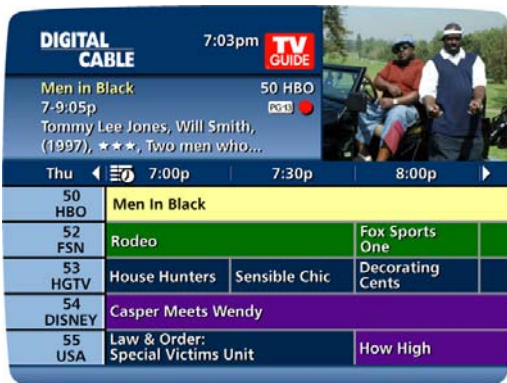 DIGITAL CABLE
7:03pm
TV GUIDE
Men in Black
50 HBO
7-9:05p
PG-13
Tommy Lee Jones, Will Smith,
(1997), ★★★, Two men who...
Thu 7:00p 7:30p 8:00p
50 HBO
Men In Black
52 FSN
Rodeo
Fox Sports One
53 HGTV
House Hunters
Sensible Chic
Decorating Cents
54 DISNEY
Casper Meets Wendy
55 USA
Law & Order:
Special Victims Unit
How High